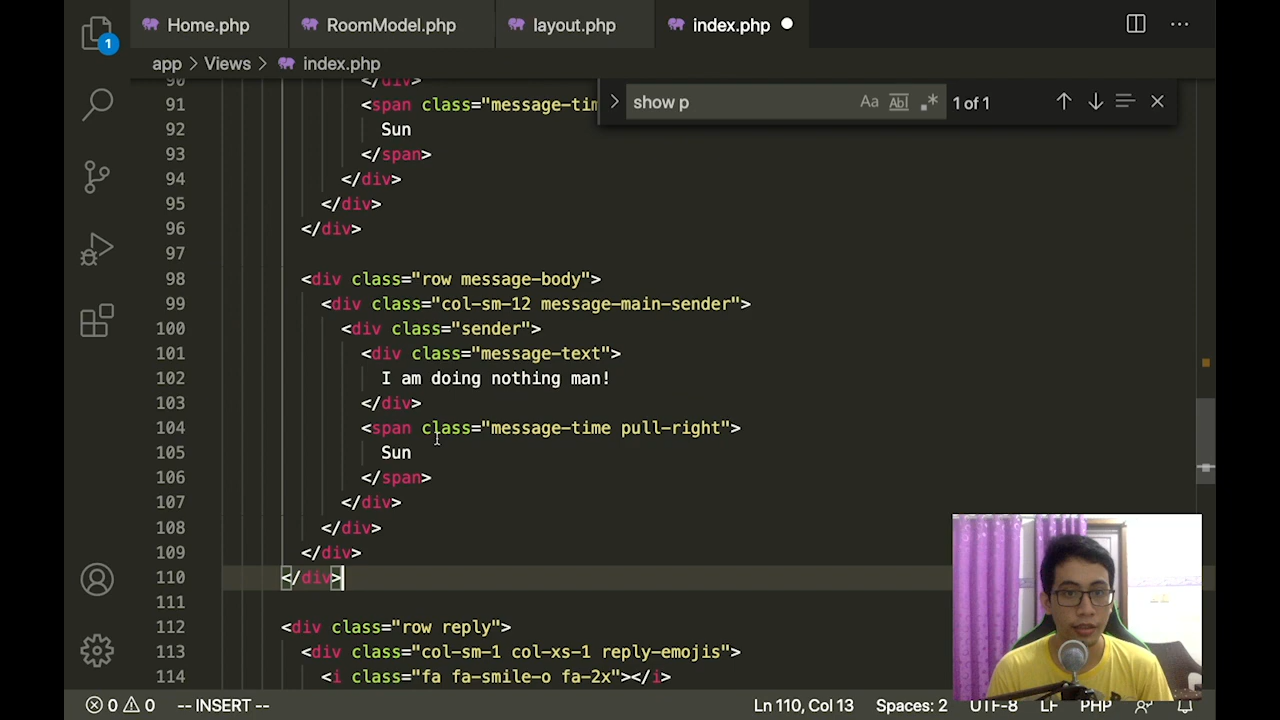 Home.php RoomModel.php layout.php index.php
app > Views > index.php
show p Aa Abl .* 1 of 1
1
90 </div>
91 <span class="message-tim
92 Sun
93 </span>
94 </div>
95 </div>
96 </div>
97
98 <div class="row message-body">
99 <div class="col-sm-12 message-main-sender">
100 <div class="sender">
101 <div class="message-text">
102 I am doing nothing man!
103 </div>
104 <span class="message-time pull-right">
105 Sun
106 </span>
107 </div>
108 </div>
109 </div>
110 </div>
111
112 <div class="row reply">
113 <div class="col-sm-1 col-xs-1 reply-emojis">
114 <i class="fa fa-smile-o fa-2x"></i>
0 0 -- INSERT -- Ln 110, Col 13 Spaces: 2 UTF-8 LF PHP